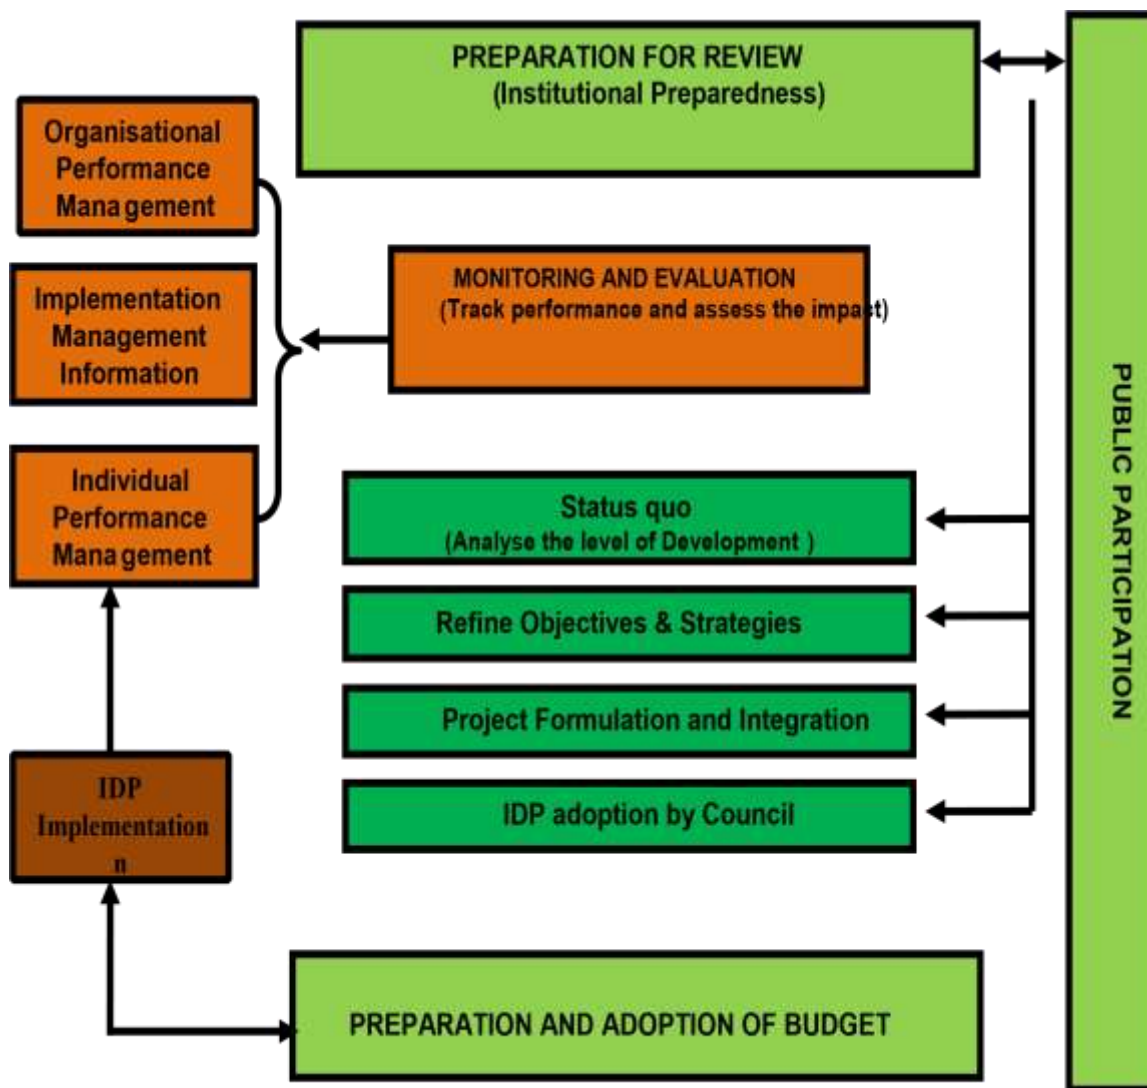 PREPARATION FOR REVIEW
(Institutional Preparedness)
Organisational
Performance
Management
MONITORING AND EVALUATION
(Track performance and assess the impact)
Implementation
Management
Information
PUBLIC PARTICIPATION
Individual
Performance
Management
Status quo
(Analyse the level of Development )
Refine Objectives & Strategies
Project Formulation and Integration
IDP
Implementation
n
IDP adoption by Council
PREPARATION AND ADOPTION OF BUDGET